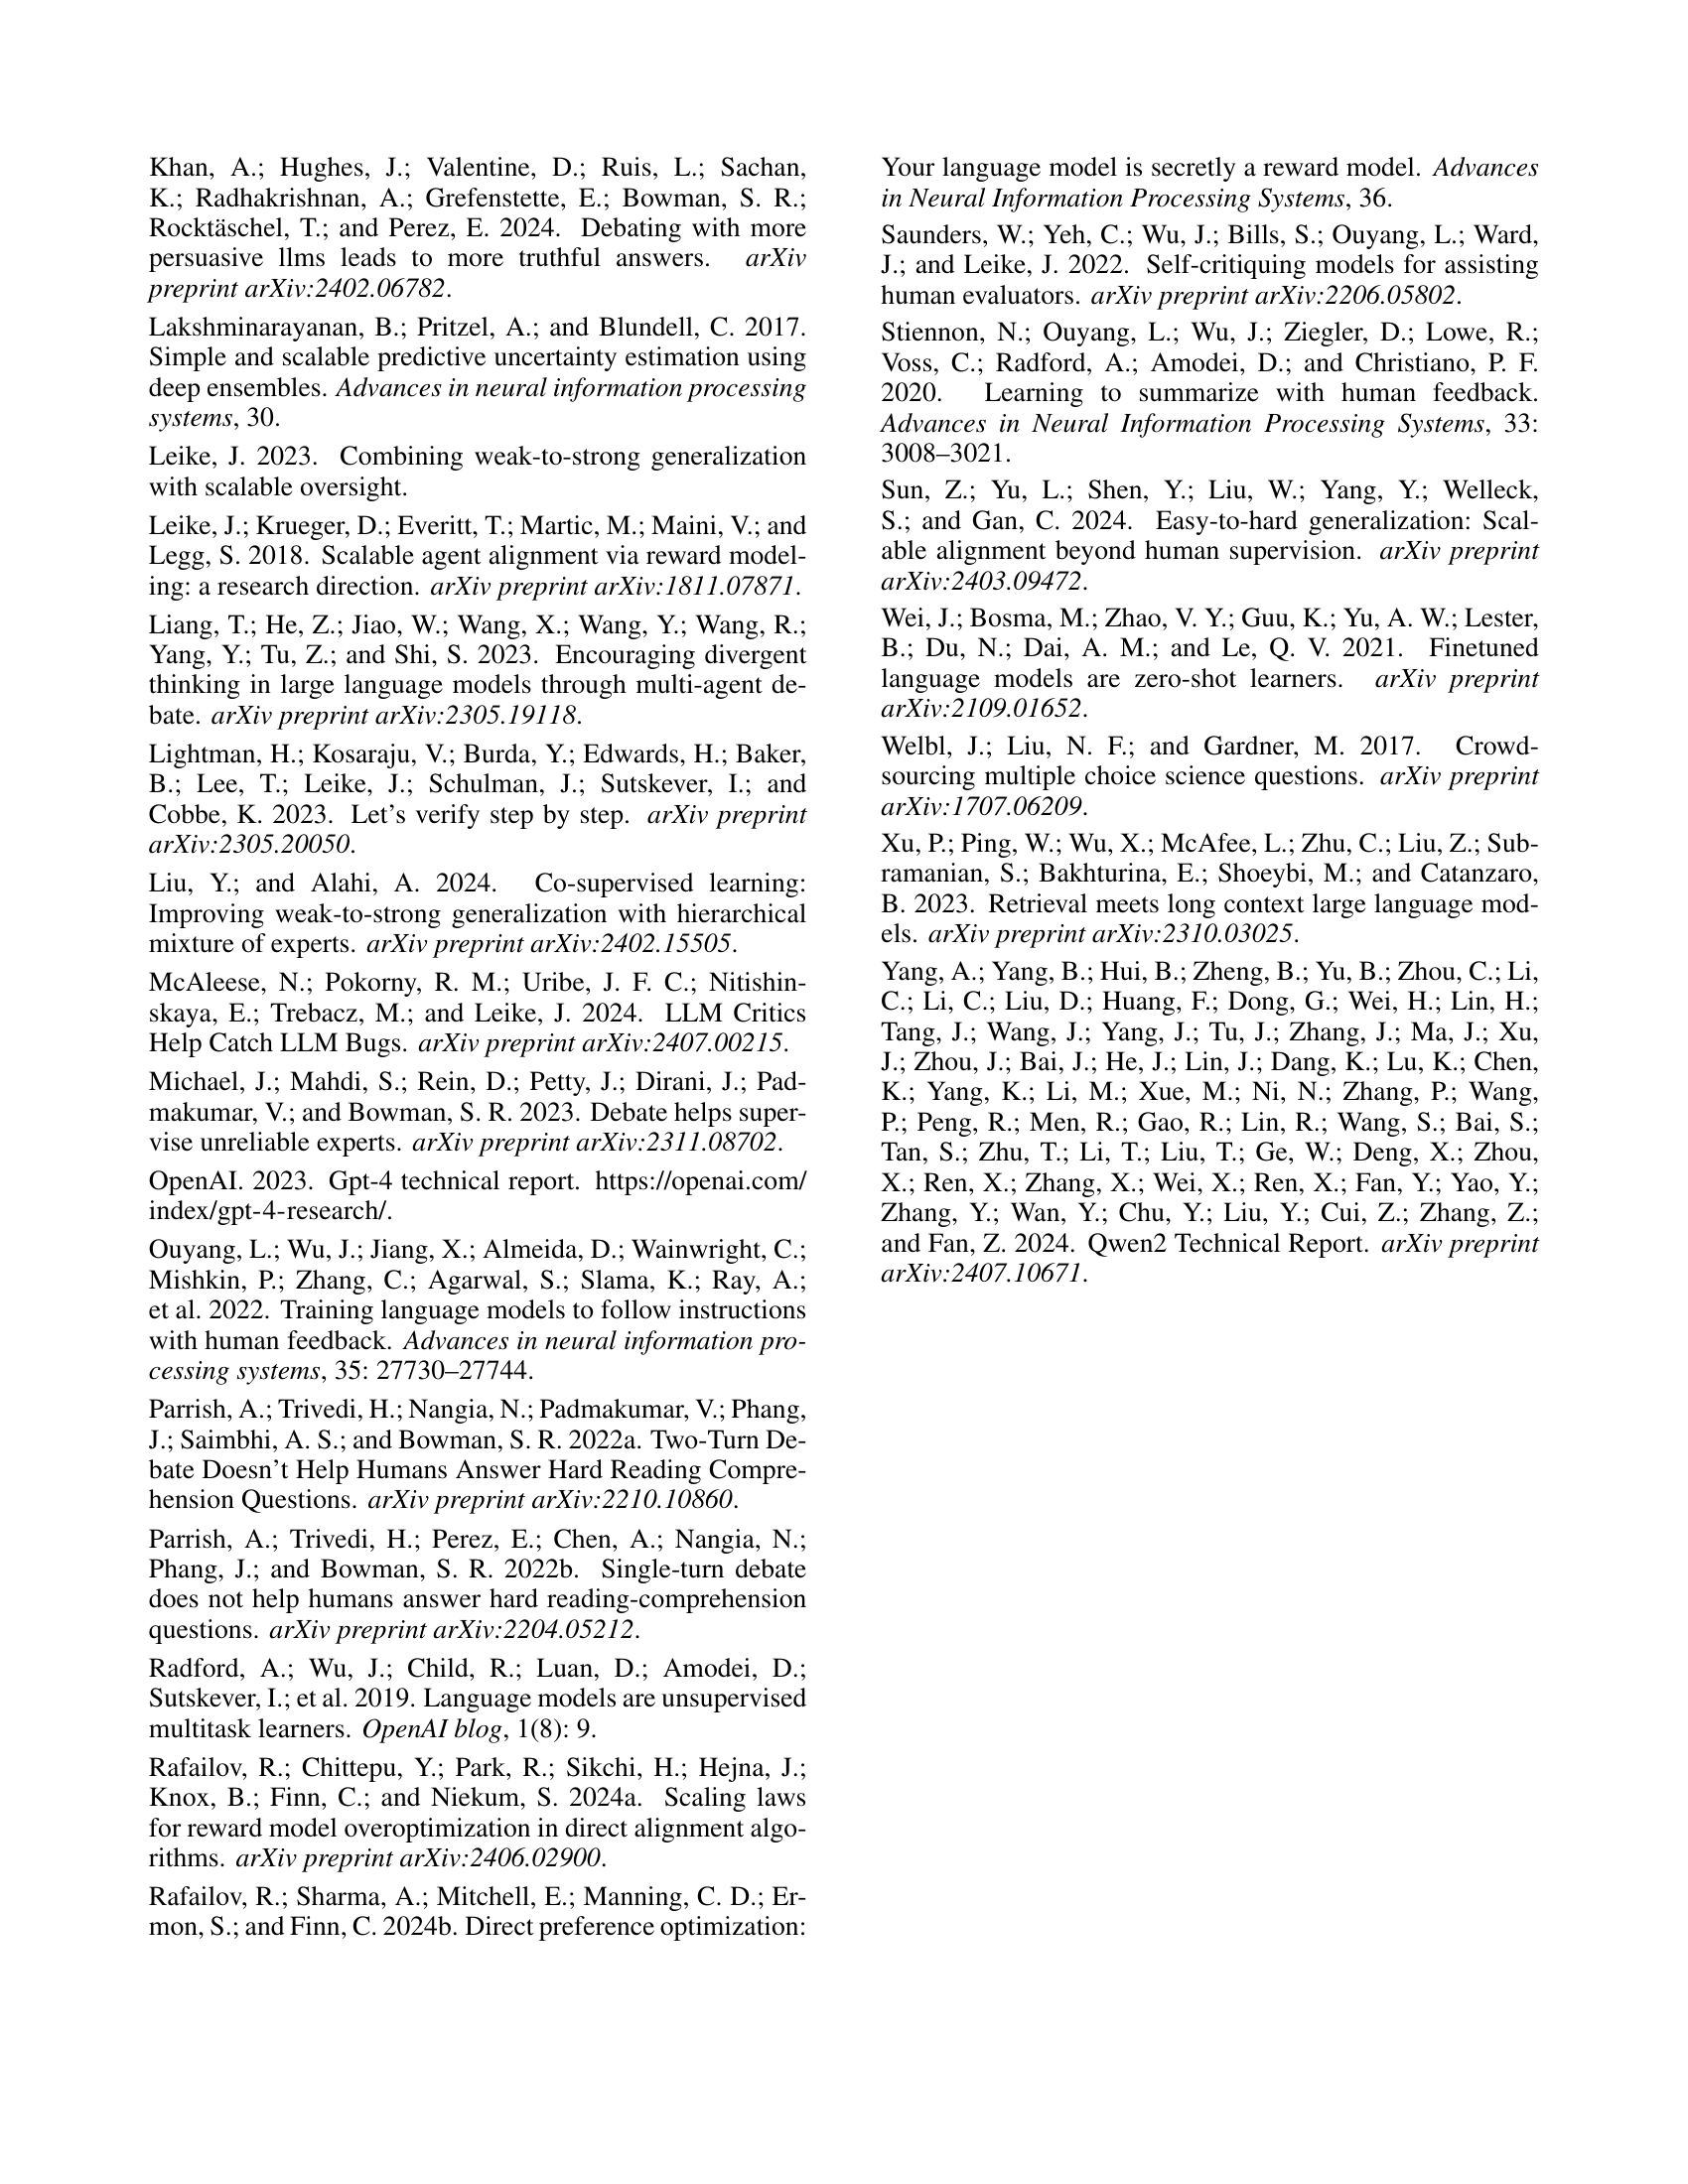 Khan, A.; Hughes, J.; Valentine, D.; Ruis, L.; Sachan,
K.; Radhakrishnan, A.; Grefenstette, E.; Bowman, S. R.;
Rocktäschel, T.; and Perez, E. 2024. Debating with more
persuasive llms leads to more truthful answers. arXiv
preprint arXiv:2402.06782.
Lakshminarayanan, B.; Pritzel, A.; and Blundell, C. 2017.
Simple and scalable predictive uncertainty estimation using
deep ensembles. Advances in neural information processing
systems, 30.
Leike, J. 2023. Combining weak-to-strong generalization
with scalable oversight.
Leike, J.; Krueger, D.; Everitt, T.; Martic, M.; Maini, V.; and
Legg, S. 2018. Scalable agent alignment via reward model-
ing: a research direction. arXiv preprint arXiv:1811.07871.
Liang, T.; He, Z.; Jiao, W.; Wang, X.; Wang, Y.; Wang, R.;
Yang, Y.; Tu, Z.; and Shi, S. 2023. Encouraging divergent
thinking in large language models through multi-agent de-
bate. arXiv preprint arXiv:2305.19118.
Lightman, H.; Kosaraju, V.; Burda, Y.; Edwards, H.; Baker,
B.; Lee, T.; Leike, J.; Schulman, J.; Sutskever, I.; and
Cobbe, K. 2023. Let's verify step by step. arXiv preprint
arXiv:2305.20050.
Liu, Y.; and Alahi, A. 2024. Co-supervised learning:
Improving weak-to-strong generalization with hierarchical
mixture of experts. arXiv preprint arXiv:2402.15505.
McAleese, N.; Pokorny, R. M.; Uribe, J. F. C.; Nitishin-
skaya, E.; Trebacz, M.; and Leike, J. 2024. LLM Critics
Help Catch LLM Bugs. arXiv preprint arXiv:2407.00215.
Michael, J.; Mahdi, S.; Rein, D.; Petty, J.; Dirani, J.; Pad-
makumar, V.; and Bowman, S. R. 2023. Debate helps super-
vise unreliable experts. arXiv preprint arXiv:2311.08702.
OpenAI. 2023. Gpt-4 technical report. https://openai.com/
index/gpt-4-research/.
Ouyang, L.; Wu, J.; Jiang, X.; Almeida, D.; Wainwright, C.;
Mishkin, P.; Zhang, C.; Agarwal, S.; Slama, K.; Ray, A.;
et al. 2022. Training language models to follow instructions
with human feedback. Advances in neural information pro-
cessing systems, 35: 27730–27744.
Parrish, A.; Trivedi, H.; Nangia, N.; Padmakumar, V.; Phang,
J.; Saimbhi, A. S.; and Bowman, S. R. 2022a. Two-Turn De-
bate Doesn't Help Humans Answer Hard Reading Compre-
hension Questions. arXiv preprint arXiv:2210.10860.
Parrish, A.; Trivedi, H.; Perez, E.; Chen, A.; Nangia, N.;
Phang, J.; and Bowman, S. R. 2022b. Single-turn debate
does not help humans answer hard reading-comprehension
questions. arXiv preprint arXiv:2204.05212.
Radford, A.; Wu, J.; Child, R.; Luan, D.; Amodei, D.;
Sutskever, I.; et al. 2019. Language models are unsupervised
multitask learners. OpenAI blog, 1(8): 9.
Rafailov, R.; Chittepu, Y.; Park, R.; Sikchi, H.; Hejna, J.;
Knox, B.; Finn, C.; and Niekum, S. 2024a. Scaling laws
for reward model overoptimization in direct alignment algo-
rithms. arXiv preprint arXiv:2406.02900.
Rafailov, R.; Sharma, A.; Mitchell, E.; Manning, C. D.; Er-
mon, S.; and Finn, C. 2024b. Direct preference optimization:
Your language model is secretly a reward model. Advances
in Neural Information Processing Systems, 36.
Saunders, W.; Yeh, C.; Wu, J.; Bills, S.; Ouyang, L.; Ward,
J.; and Leike, J. 2022. Self-critiquing models for assisting
human evaluators. arXiv preprint arXiv:2206.05802.
Stiennon, N.; Ouyang, L.; Wu, J.; Ziegler, D.; Lowe, R.;
Voss, C.; Radford, A.; Amodei, D.; and Christiano, P. F.
2020. Learning to summarize with human feedback.
Advances in Neural Information Processing Systems, 33:
3008–3021.
Sun, Z.; Yu, L.; Shen, Y.; Liu, W.; Yang, Y.; Welleck,
S.; and Gan, C. 2024. Easy-to-hard generalization: Scal-
able alignment beyond human supervision. arXiv preprint
arXiv:2403.09472.
Wei, J.; Bosma, M.; Zhao, V. Y.; Guu, K.; Yu, A. W.; Lester,
B.; Du, N.; Dai, A. M.; and Le, Q. V. 2021. Finetuned
language models are zero-shot learners. arXiv preprint
arXiv:2109.01652.
Welbl, J.; Liu, N. F.; and Gardner, M. 2017. Crowd-
sourcing multiple choice science questions. arXiv preprint
arXiv:1707.06209.
Xu, P.; Ping, W.; Wu, X.; McAfee, L.; Zhu, C.; Liu, Z.; Sub-
ramanian, S.; Bakhturina, E.; Shoeybi, M.; and Catanzaro,
B. 2023. Retrieval meets long context large language mod-
els. arXiv preprint arXiv:2310.03025.
Yang, A.; Yang, B.; Hui, B.; Zheng, B.; Yu, B.; Zhou, C.; Li,
C.; Li, C.; Liu, D.; Huang, F.; Dong, G.; Wei, H.; Lin, H.;
Tang, J.; Wang, J.; Yang, J.; Tu, J.; Zhang, J.; Ma, J.; Xu,
J.; Zhou, J.; Bai, J.; He, J.; Lin, J.; Dang, K.; Lu, K.; Chen,
K.; Yang, K.; Li, M.; Xue, M.; Ni, N.; Zhang, P.; Wang,
P.; Peng, R.; Men, R.; Gao, R.; Lin, R.; Wang, S.; Bai, S.;
Tan, S.; Zhu, T.; Li, T.; Liu, T.; Ge, W.; Deng, X.; Zhou,
X.; Ren, X.; Zhang, X.; Wei, X.; Ren, X.; Fan, Y.; Yao, Y.;
Zhang, Y.; Wan, Y.; Chu, Y.; Liu, Y.; Cui, Z.; Zhang, Z.;
and Fan, Z. 2024. Qwen2 Technical Report. arXiv preprint
arXiv:2407.10671.